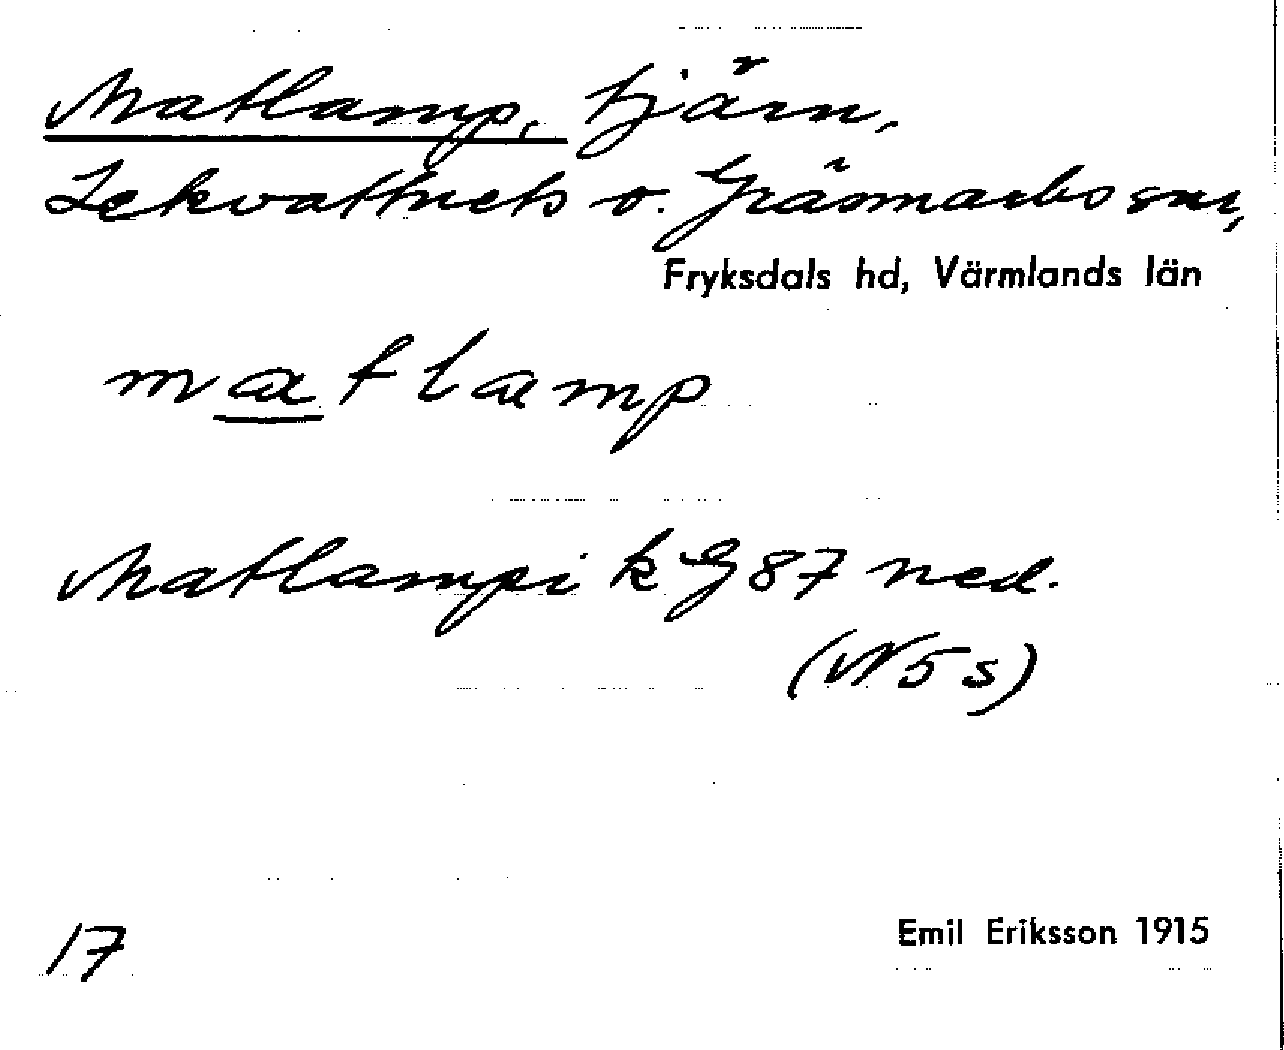 Matlamp, tjärn,
Lekvattnets o. Gräsmarks snr,
Fryksdals hd, Värmlands län
matlamp
Matlampi k G 87 ned.
(N5s)
17
Emil Eriksson 1915